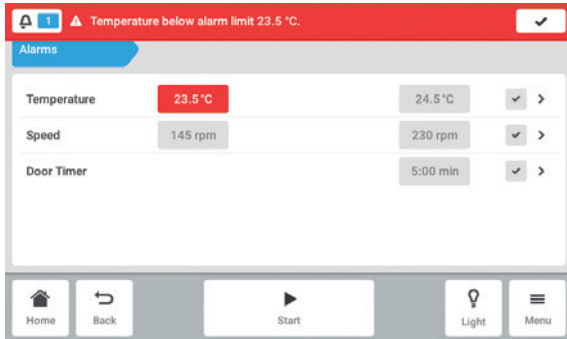 1 Temperature below alarm limit 23.5 °C.
Alarms
Temperature 23.5°C 24.5°C
Speed 145 rpm 230 rpm
Door Timer 5:00 min
Home Back Start Light Menu